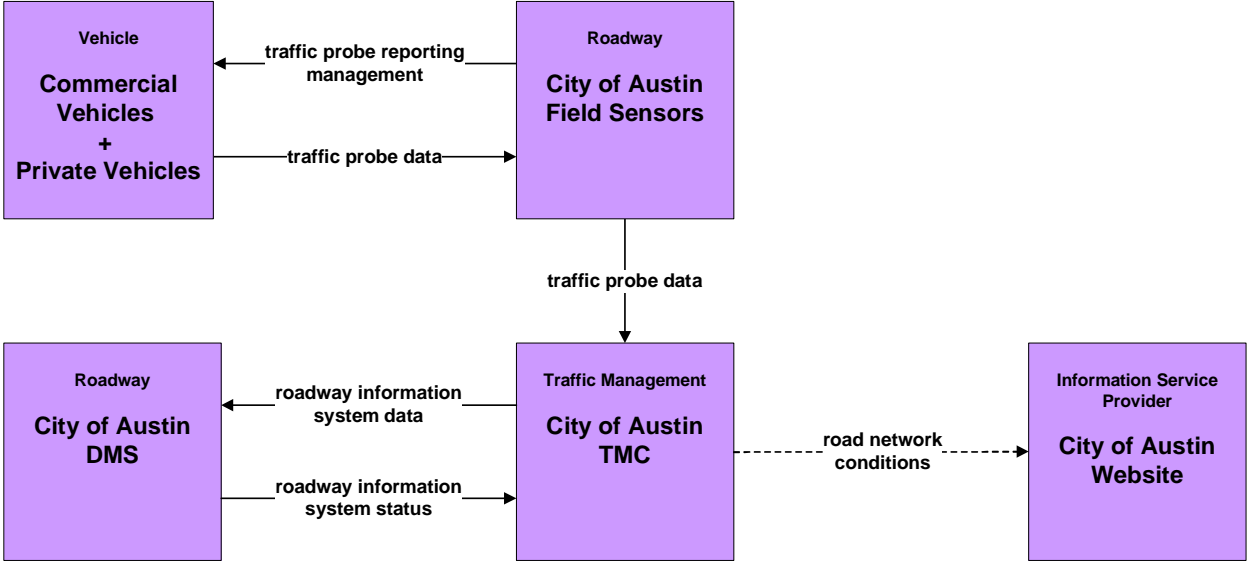 Vehicle
Commercial
Vehicles
+
Private Vehicles
traffic probe reporting
management
traffic probe data
Roadway
City of Austin
Field Sensors
traffic probe data
Roadway
City of Austin
DMS
roadway information
system data
roadway information
system status
Traffic Management
City of Austin
TMC
road network
conditions
Information Service
Provider
City of Austin
Website